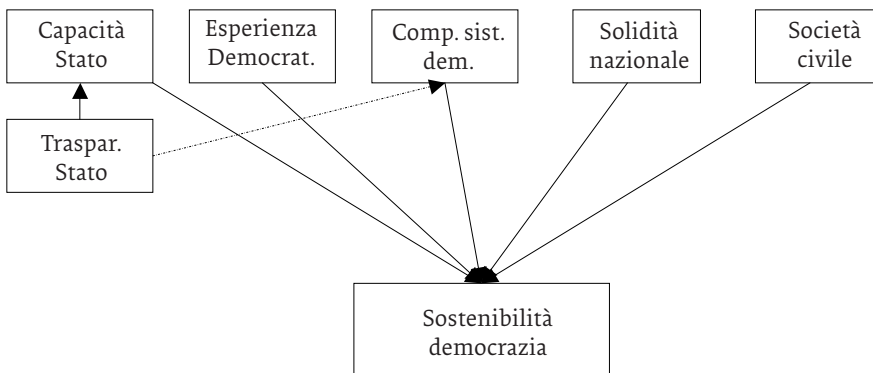 Capacità
Stato
Esperienza
Democrat.
Comp. sist.
dem.
Solidità
nazionale
Società
civile
Traspar.
Stato
Sostenibilità
democrazia